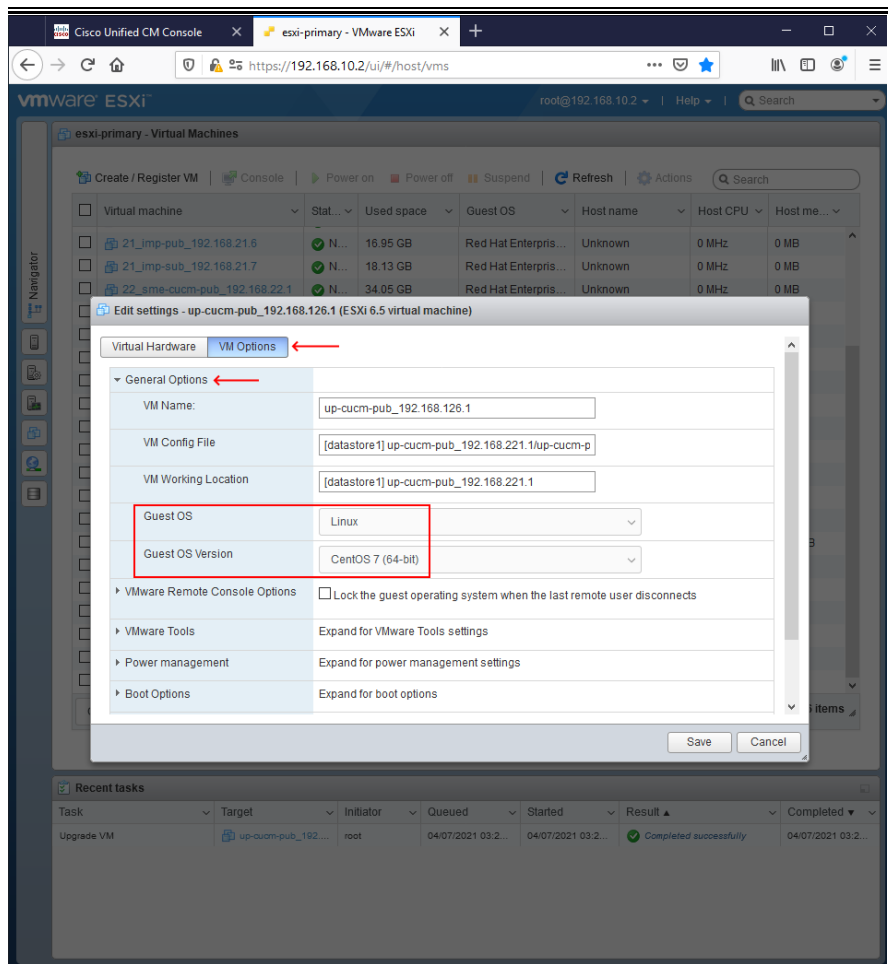 Cisco Unified CM Console
esxi-primary - VMware ESXi
https://192.168.10.2/ui/#/host/vms
vmware ESXi™
root@192.168.10.2
Help
Search
esxi-primary - Virtual Machines
Create / Register VM
Console
Power on
Power off
Suspend
Refresh
Actions
Search
Virtual machine
Stat...
Used space
Guest OS
Host name
Host CPU
Host me...
21_imp-pub_192.168.21.6
N...
16.95 GB
Red Hat Enterpris...
Unknown
0 MHz
0 MB
21_imp-sub_192.168.21.7
N...
18.13 GB
Red Hat Enterpris...
Unknown
0 MHz
0 MB
22_sme-cucm-pub_192.168.22.1
N...
34.05 GB
Red Hat Enterpris...
Unknown
0 MHz
0 MB
Navigator
Edit settings - up-cucm-pub_192.168.126.1 (ESXi 6.5 virtual machine)
Virtual Hardware
VM Options
General Options
VM Name:
up-cucm-pub_192.168.126.1
VM Config File
[datastore1] up-cucm-pub_192.168.221.1/up-cucm-p
VM Working Location
[datastore1] up-cucm-pub_192.168.221.1
Guest OS
Linux
Guest OS Version
CentOS 7 (64-bit)
VMware Remote Console Options
Lock the guest operating system when the last remote user disconnects
VMware Tools
Expand for VMware Tools settings
Power management
Expand for power management settings
Boot Options
Expand for boot options
items
Save
Cancel
Recent tasks
Task
Target
Initiator
Queued
Started
Result
Completed
Upgrade VM
up-cucm-pub_192....
root
04/07/2021 03:2...
04/07/2021 03:2...
Completed successfully
04/07/2021 03:2...